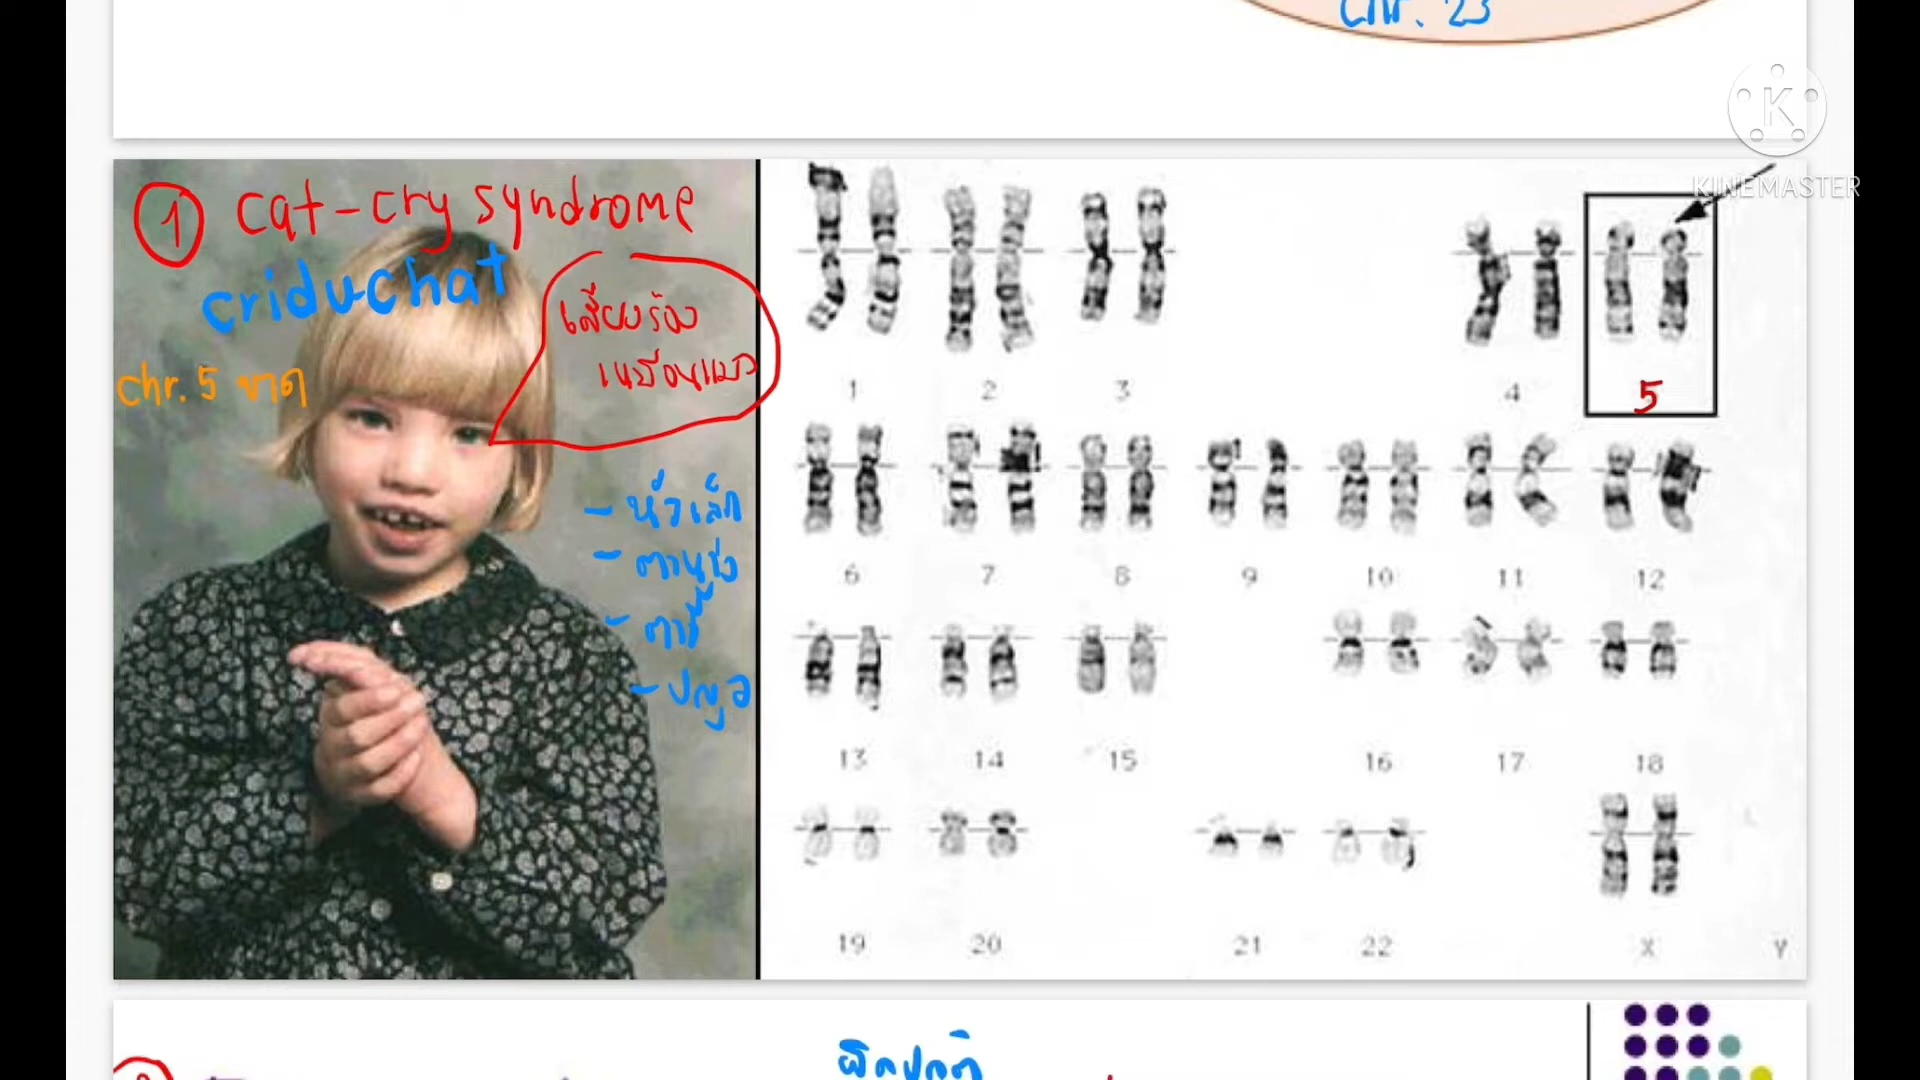 chr. 23
KINEMASTER
1 cat-cry syndrome
criduchat
เสียงร้อง
เหมือนแมว
chr. 5 ขาด
- หัวเล็ก
- ตาห่าง
- ตาชี้
- ปญอ
1 2 3 4 5
6 7 8 9 10 11 12
13 14 15 16 17 18
19 20 21 22 X Y
ผิดปกติ